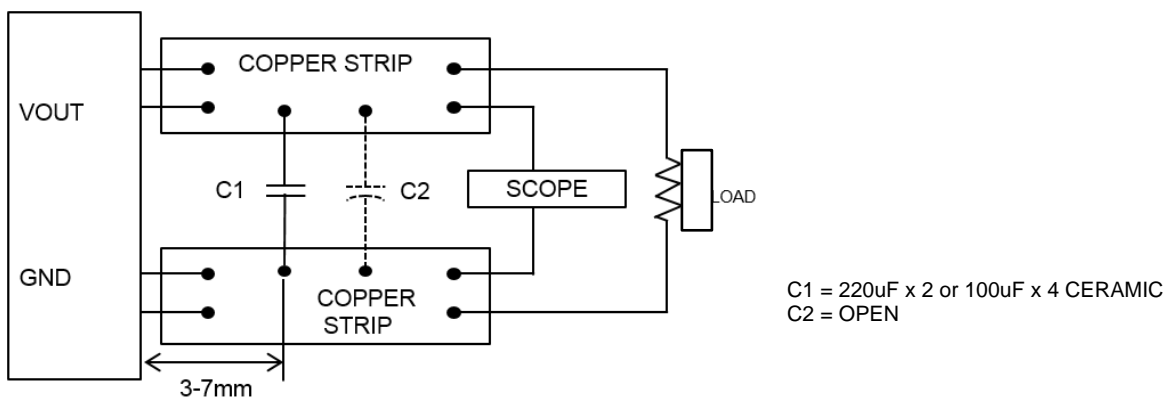 COPPER STRIP
VOUT
C1
C2
SCOPE
LOAD
GND
COPPER
STRIP
C1 = 220uF x 2 or 100uF x 4 CERAMIC
C2 = OPEN
3-7mm